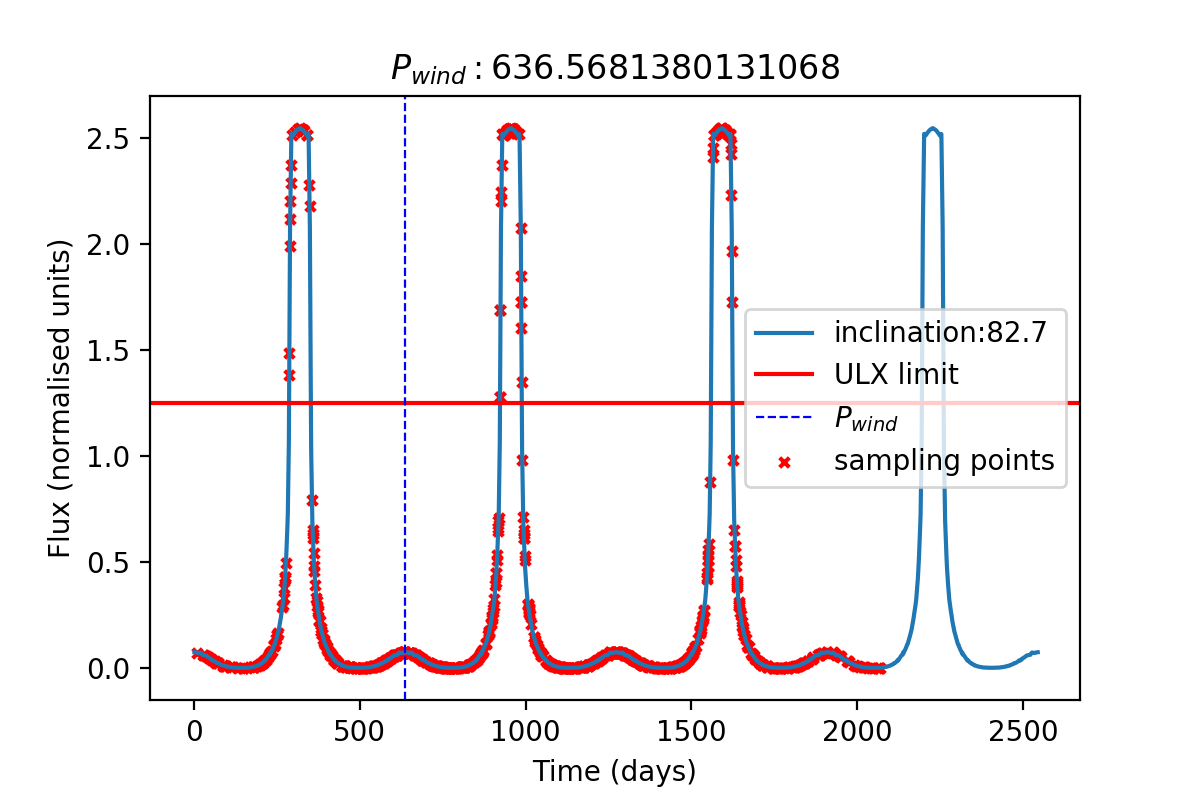 P_wind : 636.5681380131068
Flux (normalised units)
2.5
2.0
1.5
1.0
0.5
0.0
inclination:82.7
ULX limit
P_wind
sampling points
0 500 1000 1500 2000 2500
Time (days)